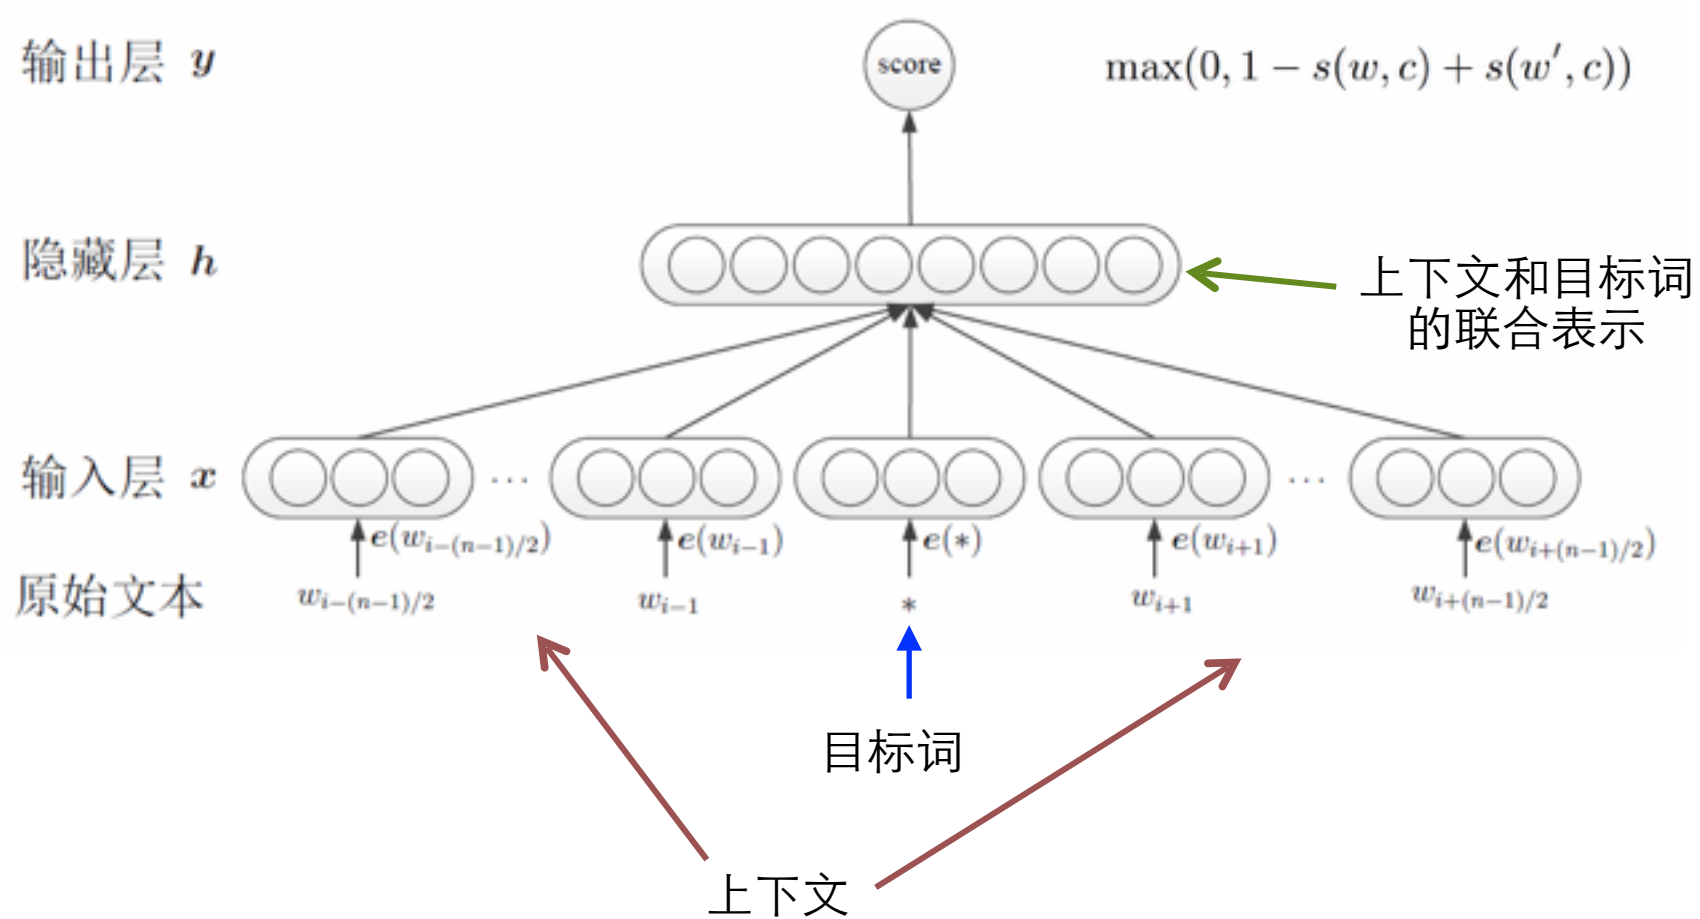 输出层 y
score
max(0, 1 − s(w, c) + s(w′, c))
隐藏层 h
上下文和目标词
的联合表示
输入层 x
···
···
e(w_{i−(n−1)/2})
e(w_{i−1})
e(*)
e(w_{i+1})
e(w_{i+(n−1)/2})
原始文本
w_{i−(n−1)/2}
w_{i−1}
*
w_{i+1}
w_{i+(n−1)/2}
目标词
上下文